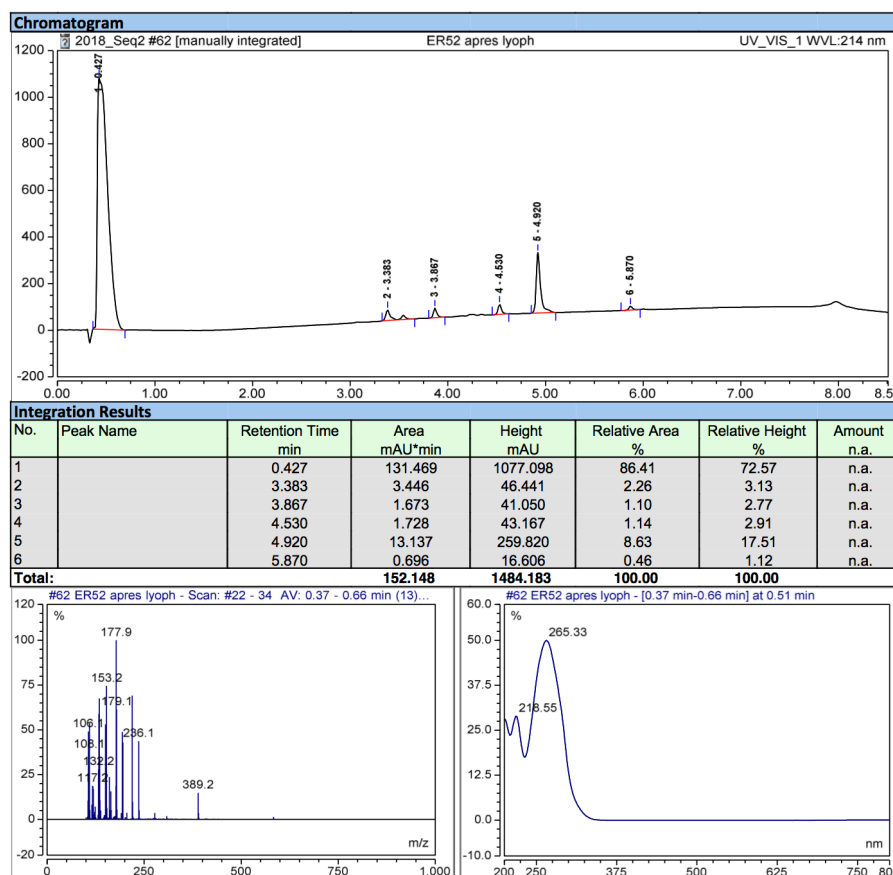 Chromatogram
2018_Seq2 #62 [manually integrated] ER52 apres lyoph UV_VIS_1 WVL:214 nm
1200
1000
800
600
400
200
0
-200
1 - 0.427
2 - 3.383
3 - 3.867
4 - 4.530
5 - 4.920
6 - 5.870
0.00 1.00 2.00 3.00 4.00 5.00 6.00 7.00 8.00 8.5
Integration Results
No. Peak Name Retention Time Area Height Relative Area Relative Height Amount
min mAU*min mAU % % n.a.
1 0.427 131.469 1077.098 86.41 72.57 n.a.
2 3.383 3.446 46.441 2.26 3.13 n.a.
3 3.867 1.673 41.050 1.10 2.77 n.a.
4 4.530 1.728 43.167 1.14 2.91 n.a.
5 4.920 13.137 259.820 8.63 17.51 n.a.
6 5.870 0.696 16.606 0.46 1.12 n.a.
Total: 152.148 1484.183 100.00 100.00
#62 ER52 apres lyoph - Scan: #22 - 34 AV: 0.37 - 0.66 min (13)...
120
100
75
50
25
0
-20
%
177.9
153.2
179.1
106.1
236.1
108.1
132.2
117.2
389.2
m/z
0 250 500 750 1.000
#62 ER52 apres lyoph - [0.37 min-0.66 min] at 0.51 min
60.0
50.0
37.5
25.0
12.5
0.0
-10.0
%
265.33
218.55
nm
200 250 375 500 625 750 80